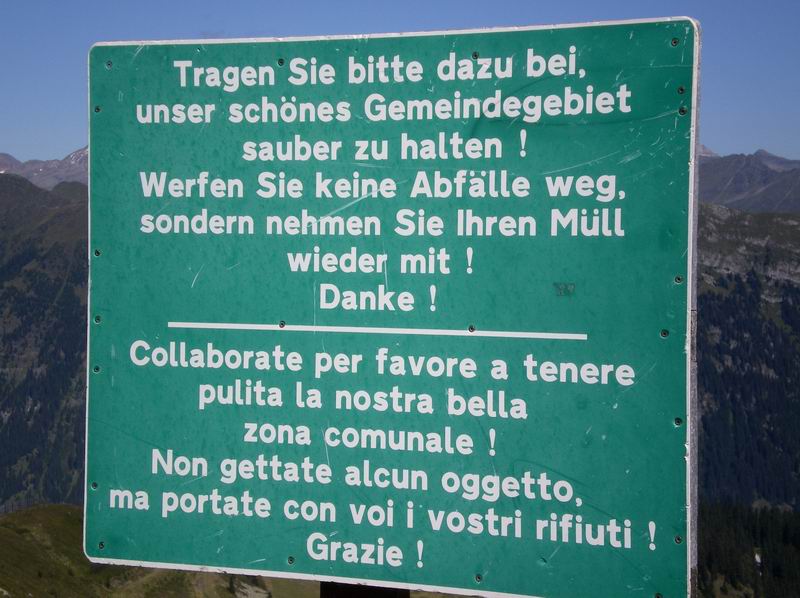 Tragen Sie bitte dazu bei,
unser schönes Gemeindegebiet
sauber zu halten !
Werfen Sie keine Abfälle weg,
sondern nehmen Sie Ihren Müll
wieder mit !
Danke !
Collaborate per favore a tenere
pulita la nostra bella
zona comunale !
Non gettate alcun oggetto,
ma portate con voi i vostri rifiuti !
Grazie !